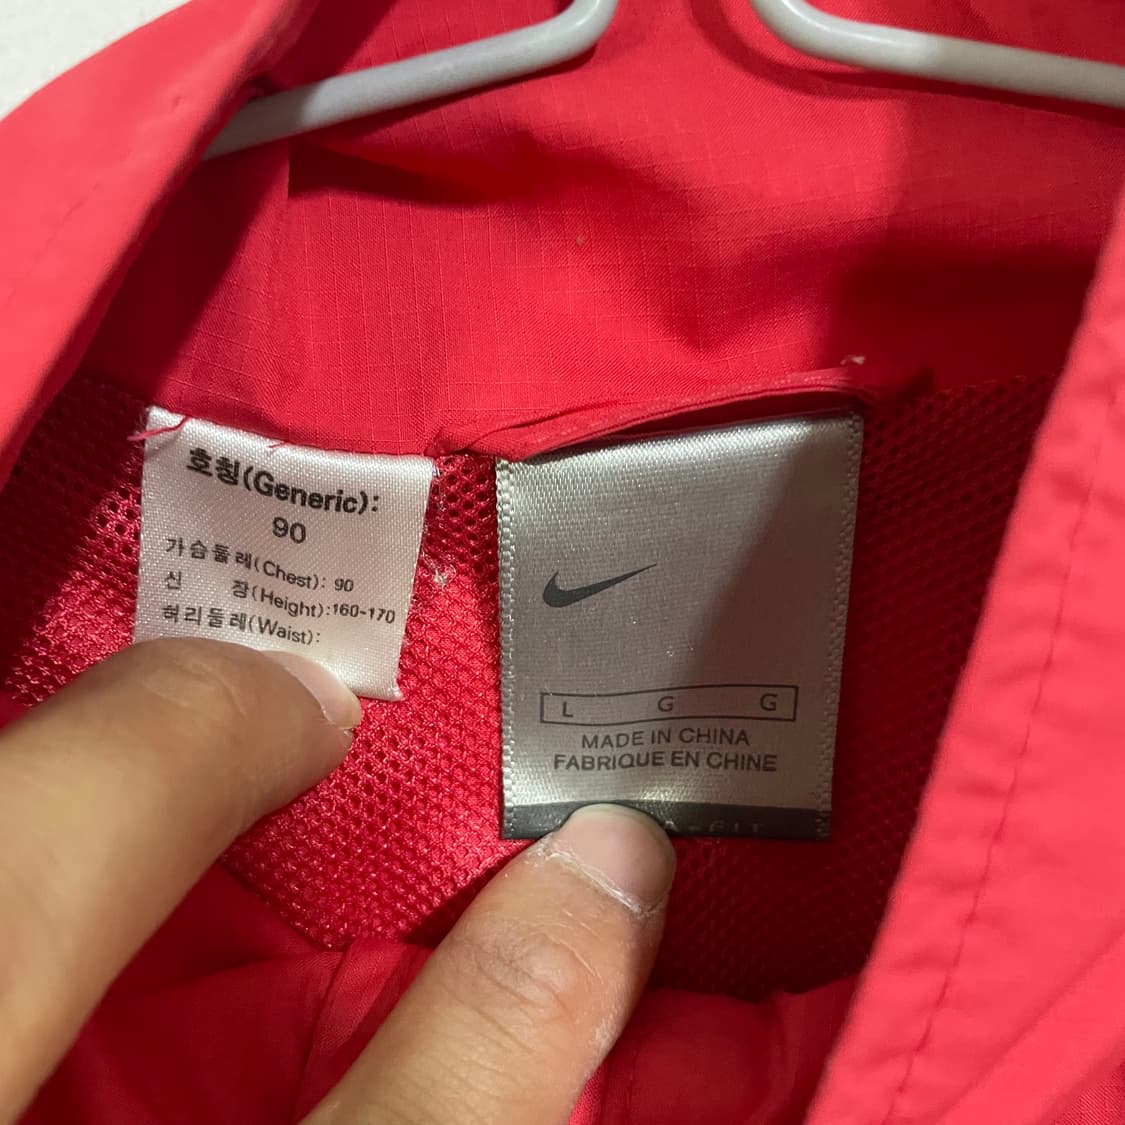 호칭(Generic):
90
가슴둘레(Chest): 90
신 장(Height):160-170
허리둘레(Waist):
L G G
MADE IN CHINA
FABRIQUE EN CHINE